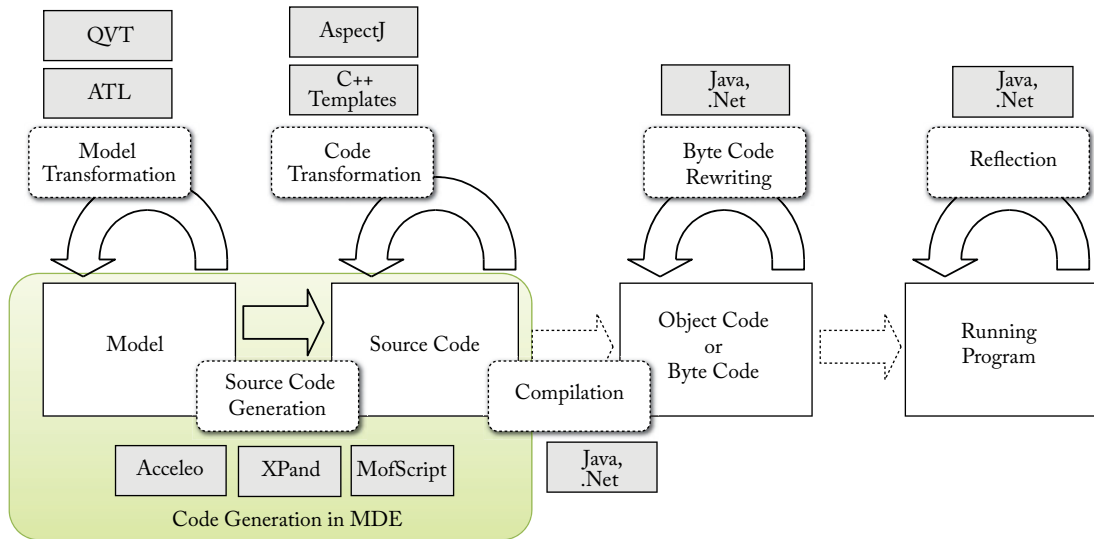 QVT
ATL
Model
Transformation
AspectJ
C++
Templates
Code
Transformation
Java,
.Net
Byte Code
Rewriting
Java,
.Net
Reflection
Model
Source Code
Generation
Source Code
Compilation
Object Code
or
Byte Code
Running
Program
Acceleo
XPand
MofScript
Java,
.Net
Code Generation in MDE